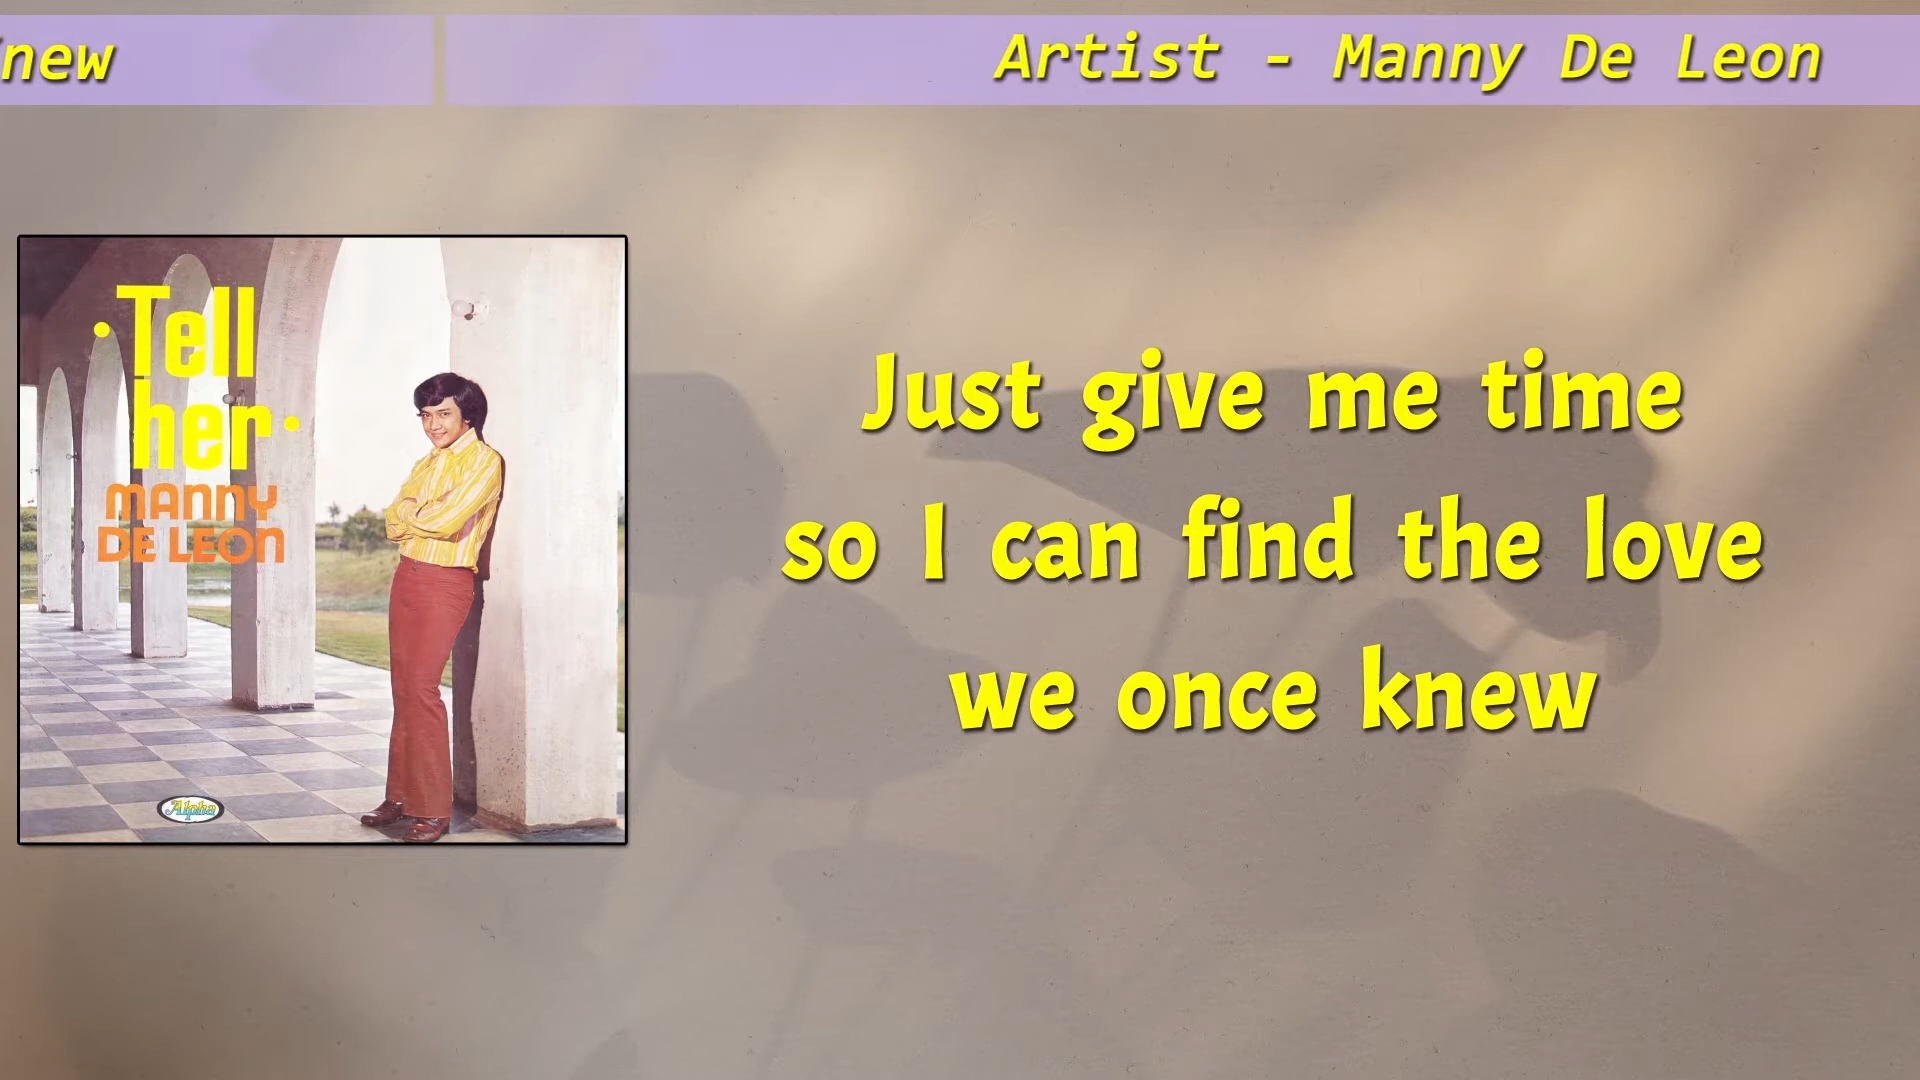 new Artist - Manny De Leon
Tell
her
MANNY
DE LEON
Alpha
Just give me time
so I can find the love
we once knew